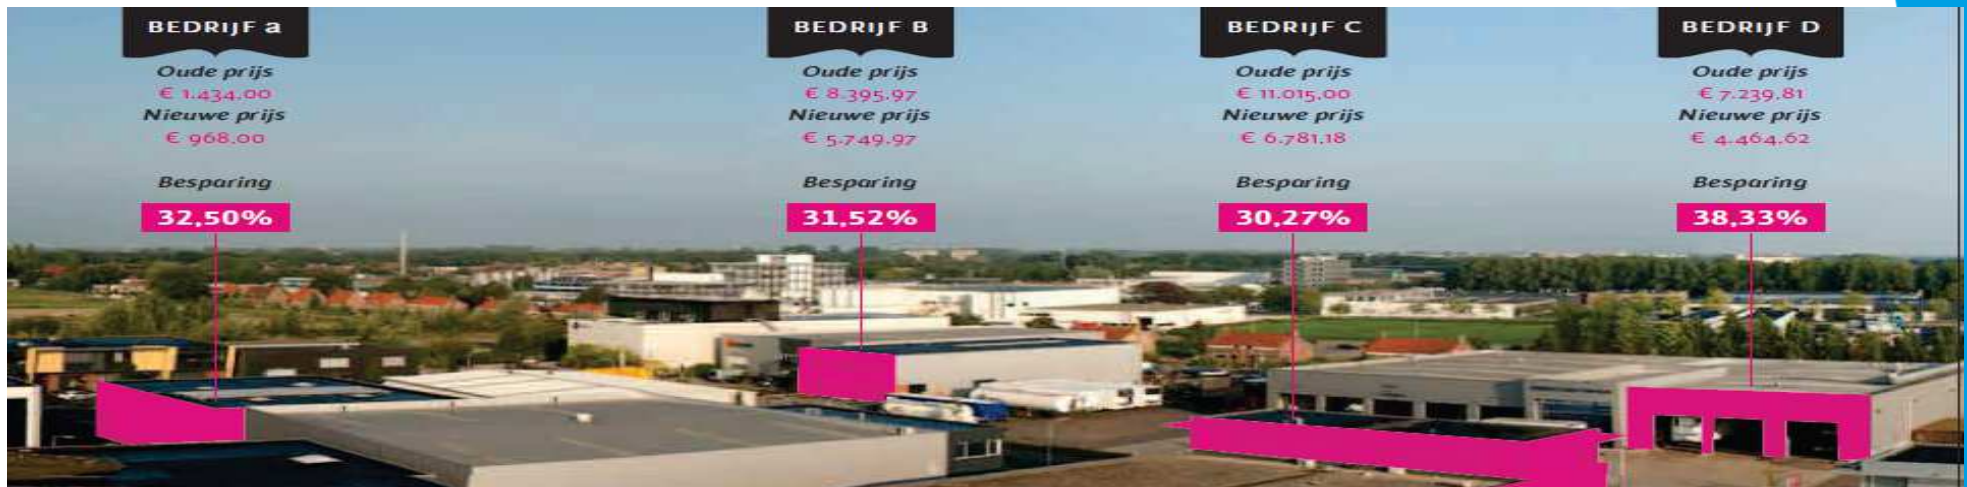 BEDRIJF a
Oude prijs
€ 1.434,00
Nieuwe prijs
€ 968,00
Besparing
32,50%
BEDRIJF B
Oude prijs
€ 8.395,97
Nieuwe prijs
€ 5.749,97
Besparing
31,52%
BEDRIJF C
Oude prijs
€ 11.015,00
Nieuwe prijs
€ 6.781,18
Besparing
30,27%
BEDRIJF D
Oude prijs
€ 7.239,81
Nieuwe prijs
€ 4.464,62
Besparing
38,33%